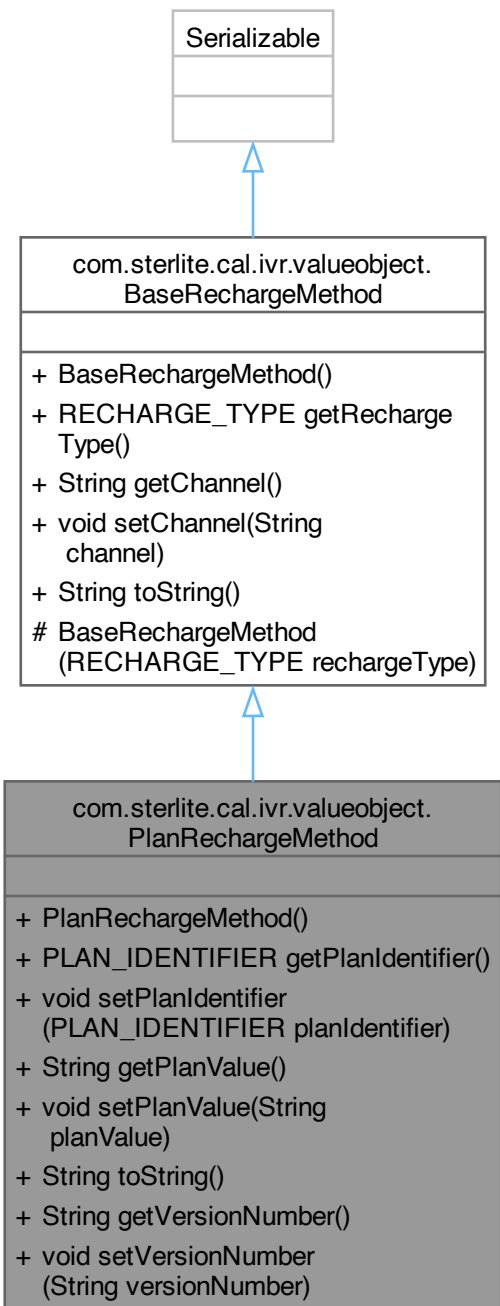 Serializable
com.sterlite.cal.ivr.valueobject.
BaseRechargeMethod
+ BaseRechargeMethod()
+ RECHARGE_TYPE getRecharge
Type()
+ String getChannel()
+ void setChannel(String
channel)
+ String toString()
# BaseRechargeMethod
(RECHARGE_TYPE rechargeType)
com.sterlite.cal.ivr.valueobject.
PlanRechargeMethod
+ PlanRechargeMethod()
+ PLAN_IDENTIFIER getPlanIdentifier()
+ void setPlanIdentifier
(PLAN_IDENTIFIER planIdentifier)
+ String getPlanValue()
+ void setPlanValue(String
planValue)
+ String toString()
+ String getVersionNumber()
+ void setVersionNumber
(String versionNumber)